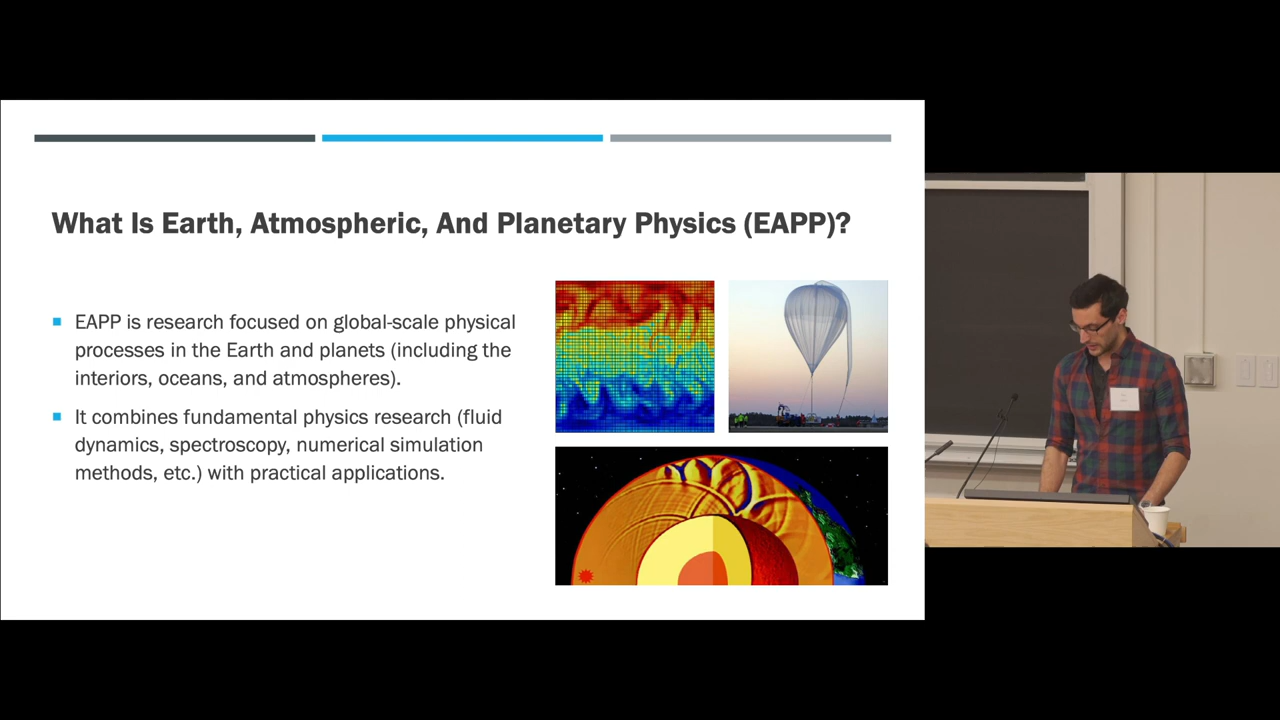 What Is Earth, Atmospheric, And Planetary Physics (EAPP)?
EAPP is research focused on global-scale physical
processes in the Earth and planets (including the
interiors, oceans, and atmospheres).
It combines fundamental physics research (fluid
dynamics, spectroscopy, numerical simulation
methods, etc.) with practical applications.